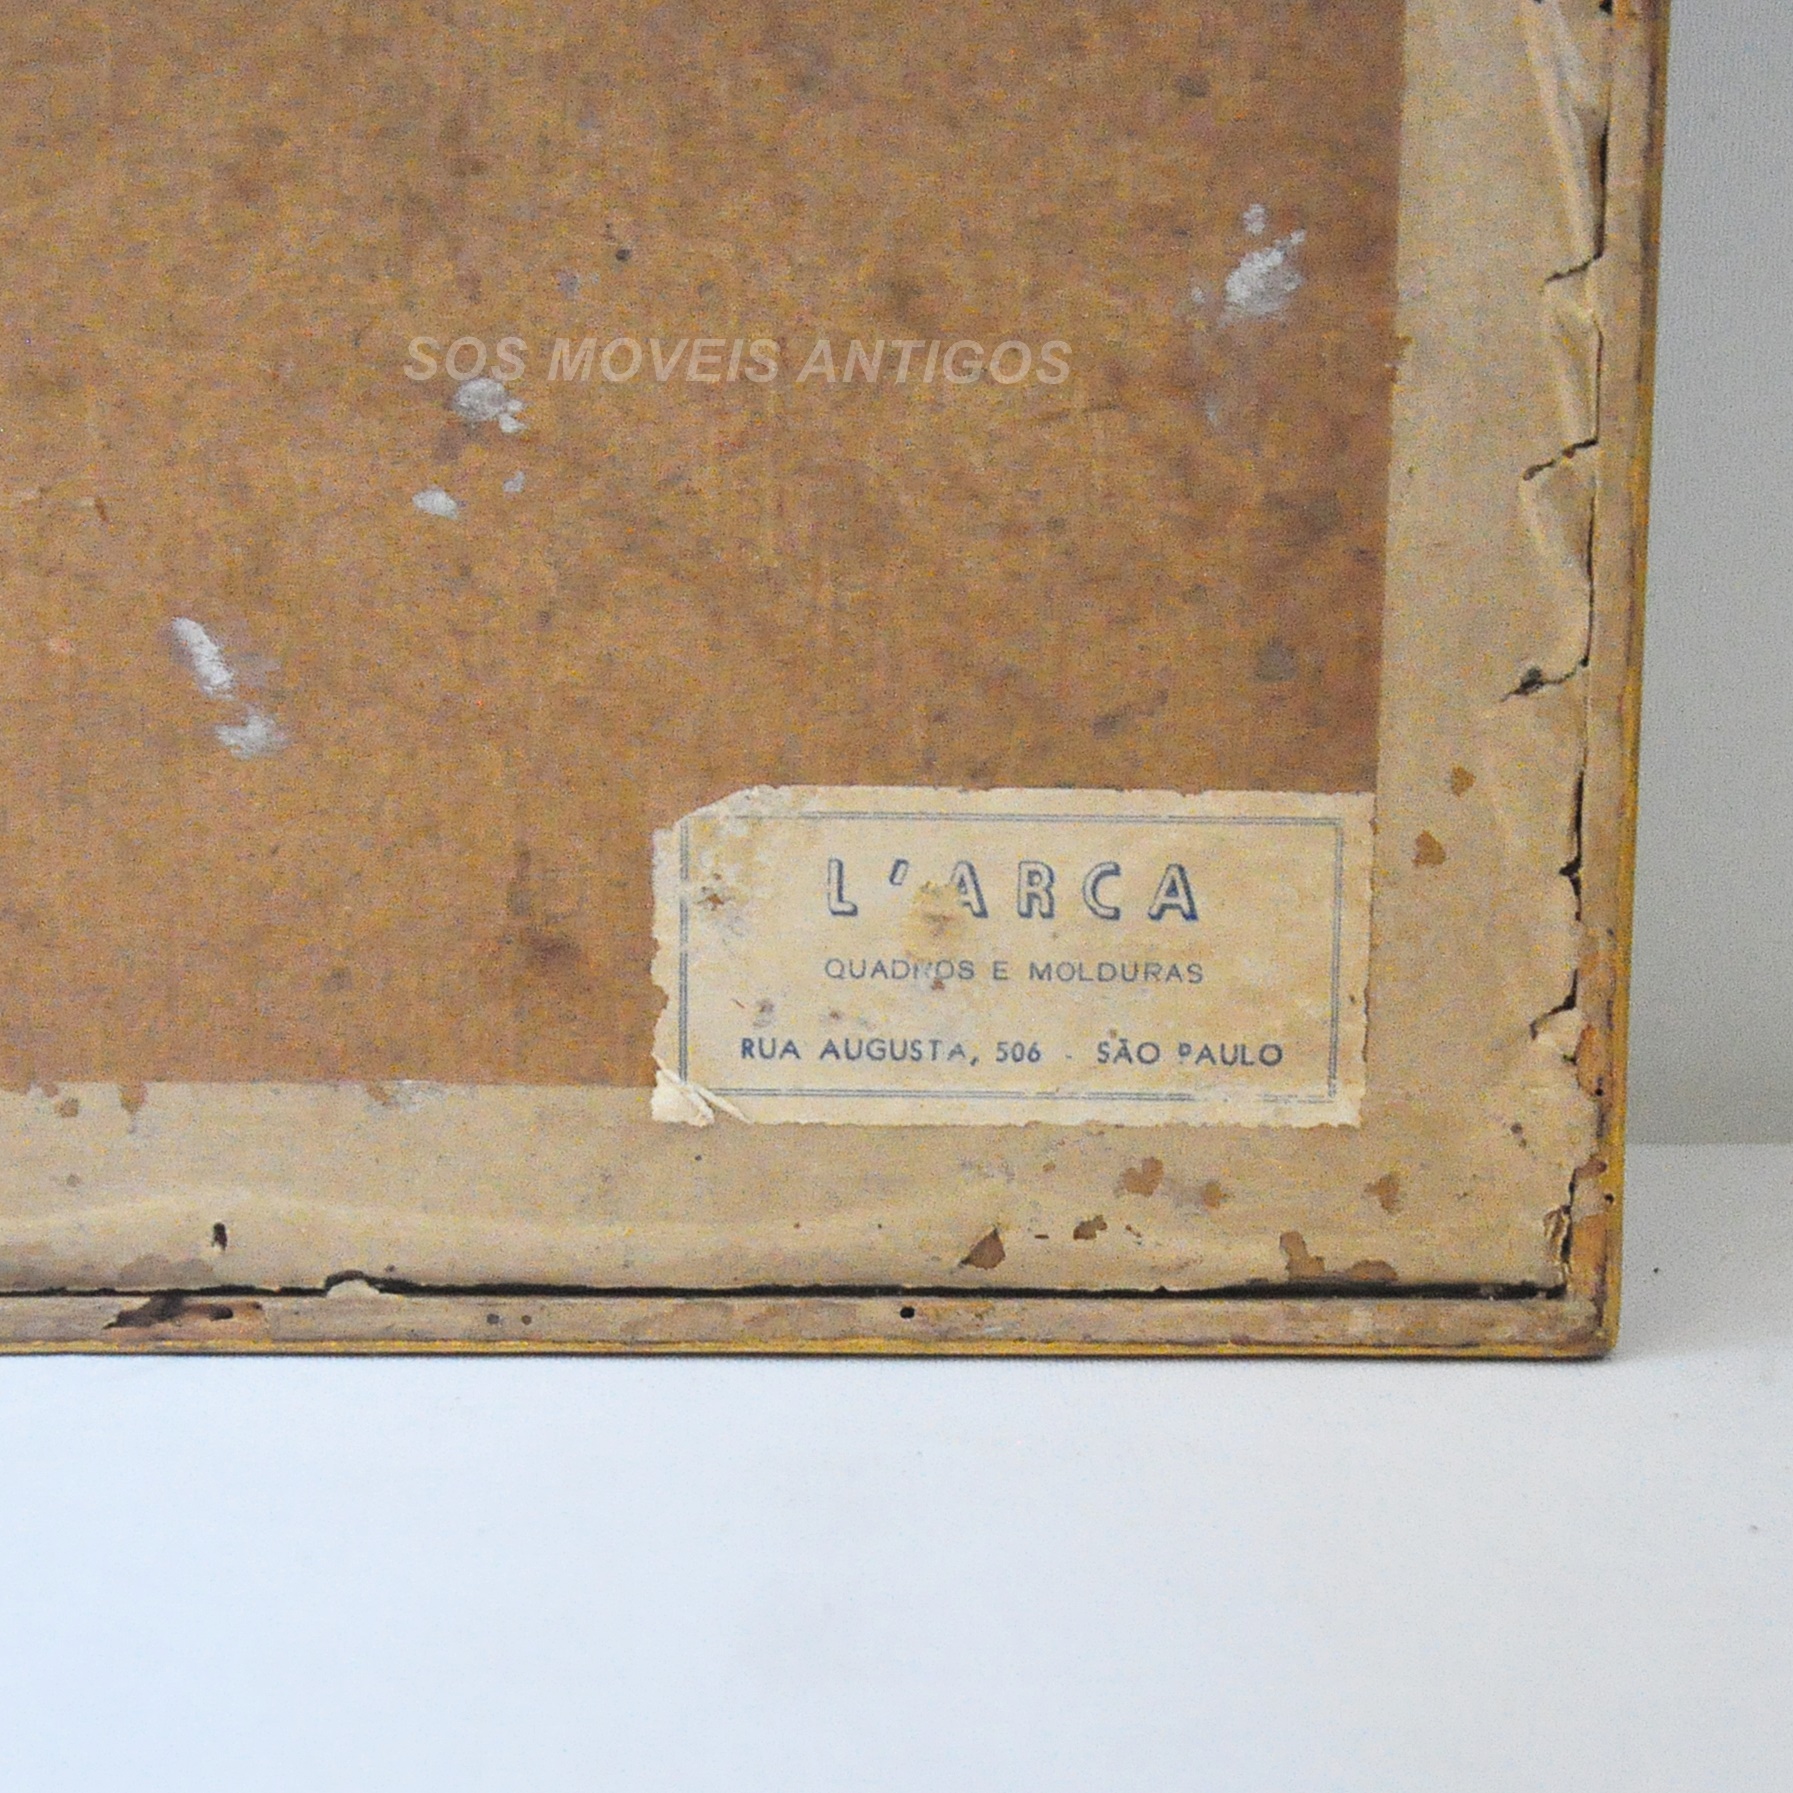 SOS MOVEIS ANTIGOS
L'ARCA
QUADROS E MOLDURAS
RUA AUGUSTA, 506 - SÃO PAULO